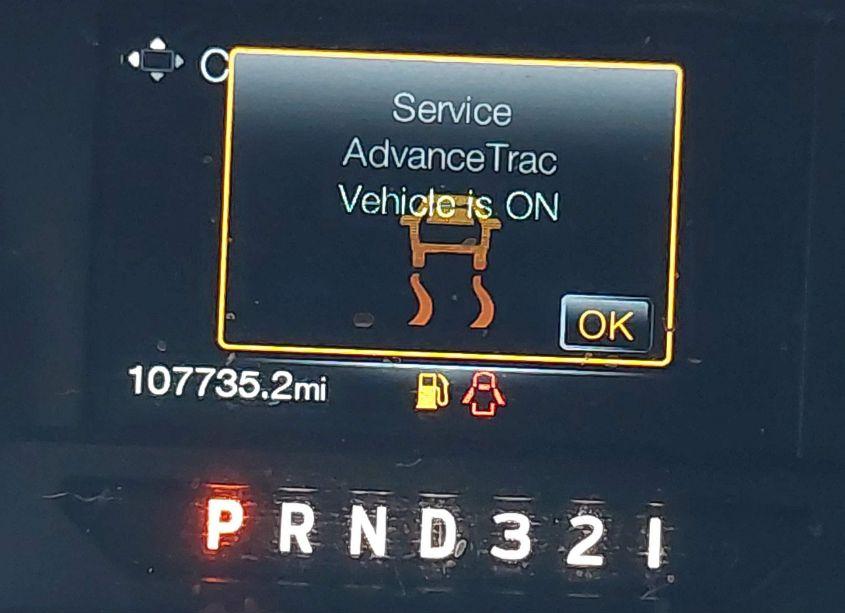 C
Service
AdvanceTrac
Vehicle is ON
OK
107735.2mi
P R N D 3 2 1